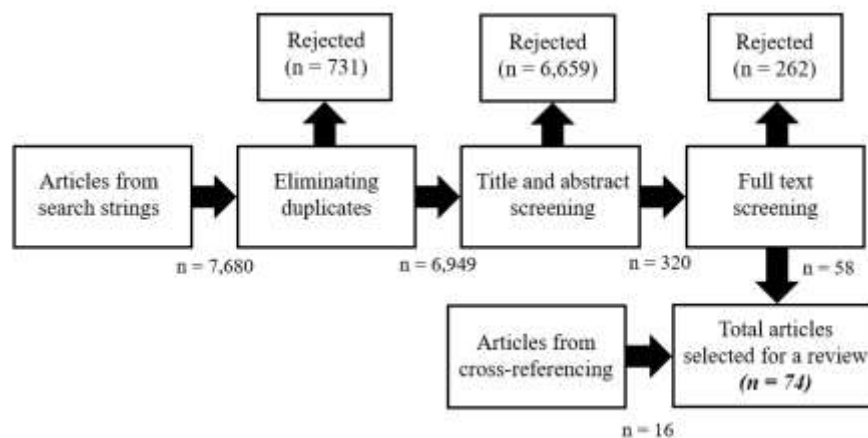 Rejected
(n = 731)
Rejected
(n = 6,659)
Rejected
(n = 262)
Articles from
search strings
Eliminating
duplicates
Title and abstract
screening
Full text
screening
n = 7,680
n = 6,949
n = 320
n = 58
Articles from
cross-referencing
Total articles
selected for a review
(n = 74)
n = 16